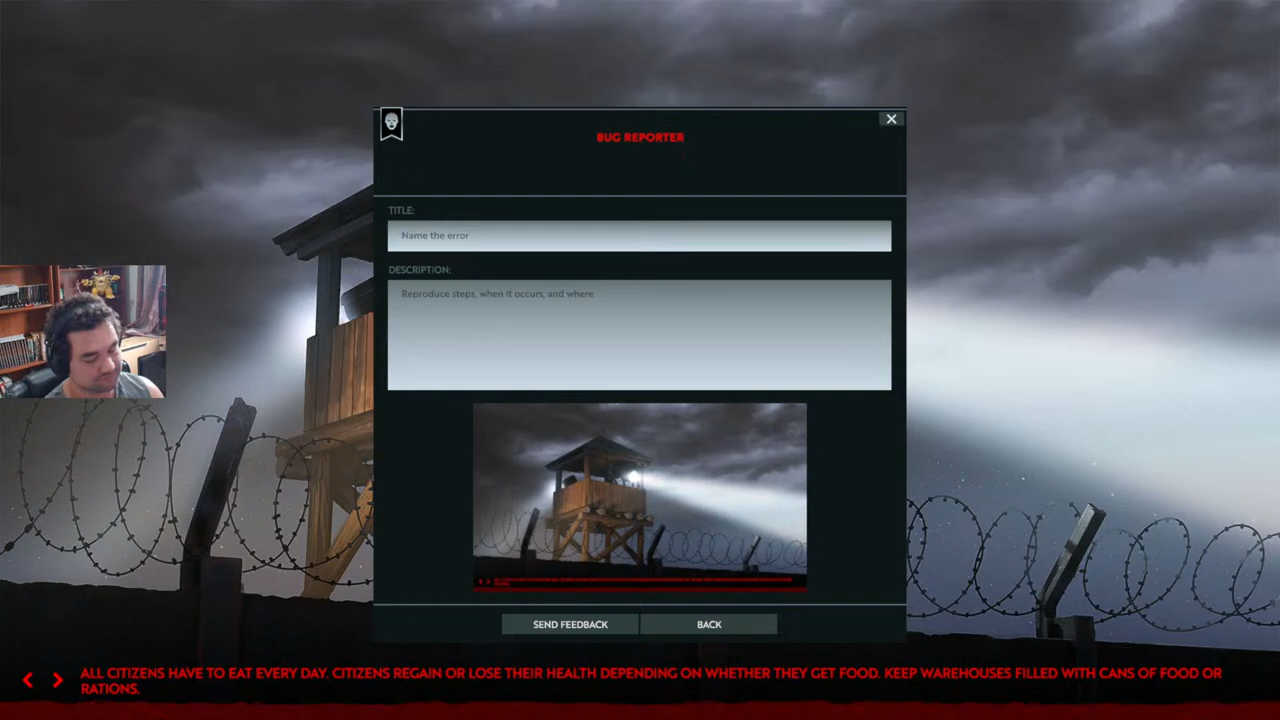 BUG REPORTER
TITLE:
Name the error
DESCRIPTION:
Reproduce steps, when it occurs, and where
SEND FEEDBACK
BACK
ALL CITIZENS HAVE TO EAT EVERY DAY. CITIZENS REGAIN OR LOSE THEIR HEALTH DEPENDING ON WHETHER THEY GET FOOD. KEEP WAREHOUSES FILLED WITH CANS OF FOOD OR
RATIONS.